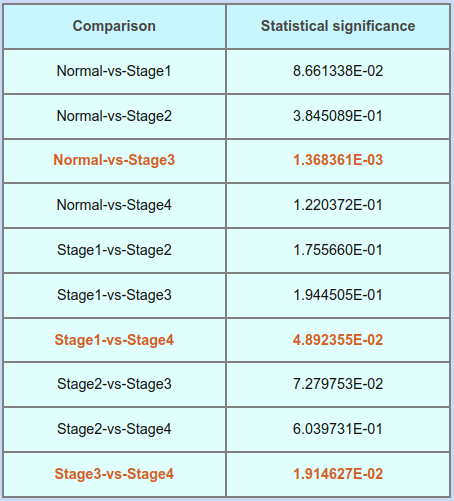 Comparison Statistical significance
Normal-vs-Stage1 8.661338E-02
Normal-vs-Stage2 3.845089E-01
Normal-vs-Stage3 1.368361E-03
Normal-vs-Stage4 1.220372E-01
Stage1-vs-Stage2 1.755660E-01
Stage1-vs-Stage3 1.944505E-01
Stage1-vs-Stage4 4.892355E-02
Stage2-vs-Stage3 7.279753E-02
Stage2-vs-Stage4 6.039731E-01
Stage3-vs-Stage4 1.914627E-02